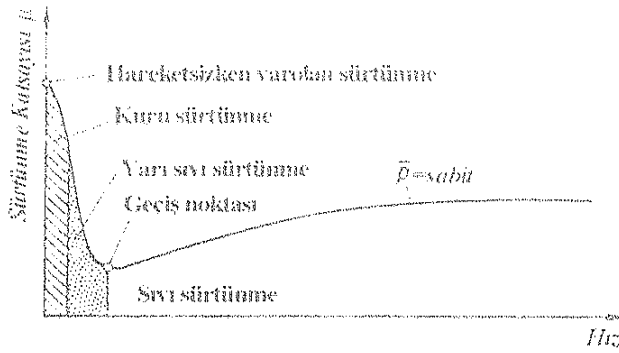 Sürtünme Katsayısı μ
Hareketsizken varolan sürtünme
Kuru sürtünme
Yarı sıvı sürtünme
Geçiş noktası
p̄=sabit
Sıvı sürtünme
Hız